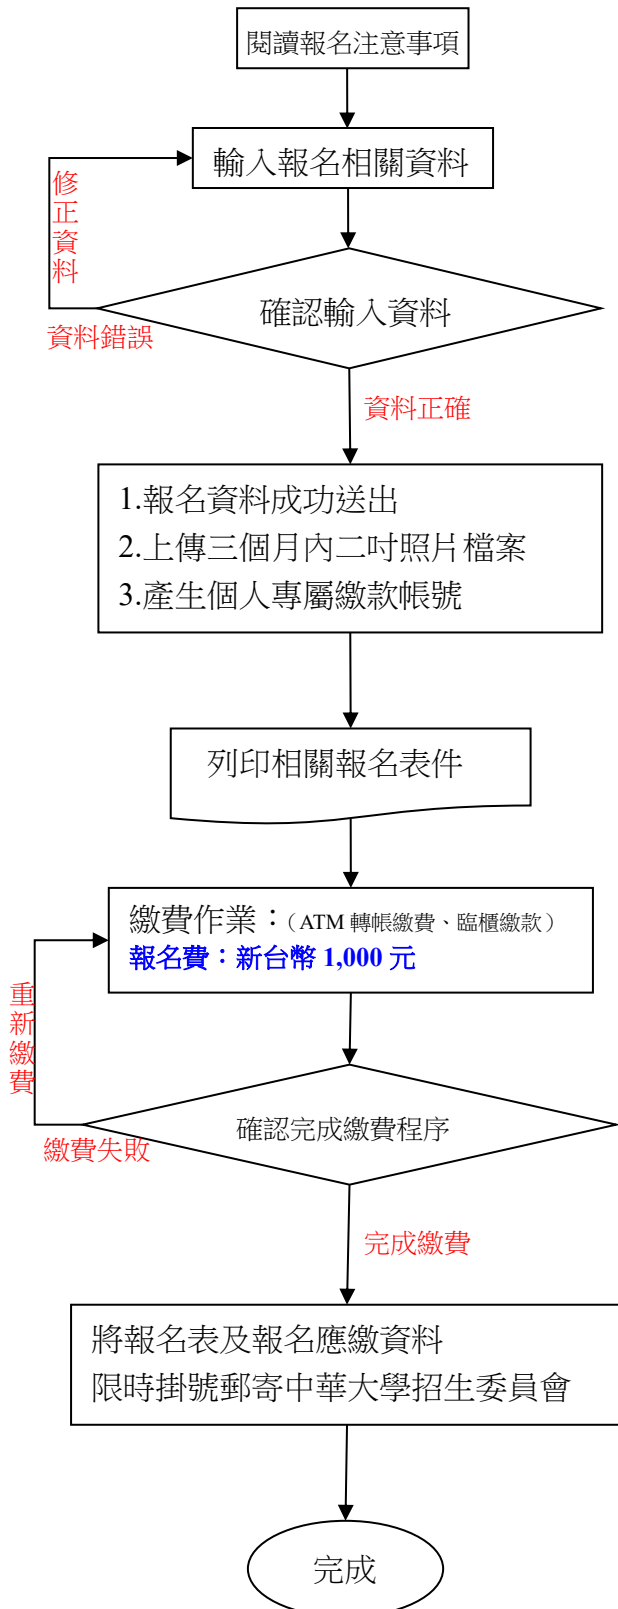 閱讀報名注意事項
輸入報名相關資料
修正資料
確認輸入資料
資料錯誤
資料正確
1.報名資料成功送出
2.上傳三個月內二吋照片檔案
3.產生個人專屬繳款帳號
列印相關報名表件
繳費作業：（ATM 轉帳繳費、臨櫃繳款）
報名費：新台幣 1,000 元
重新繳費
確認完成繳費程序
繳費失敗
完成繳費
將報名表及報名應繳資料
限時掛號郵寄中華大學招生委員會
完成